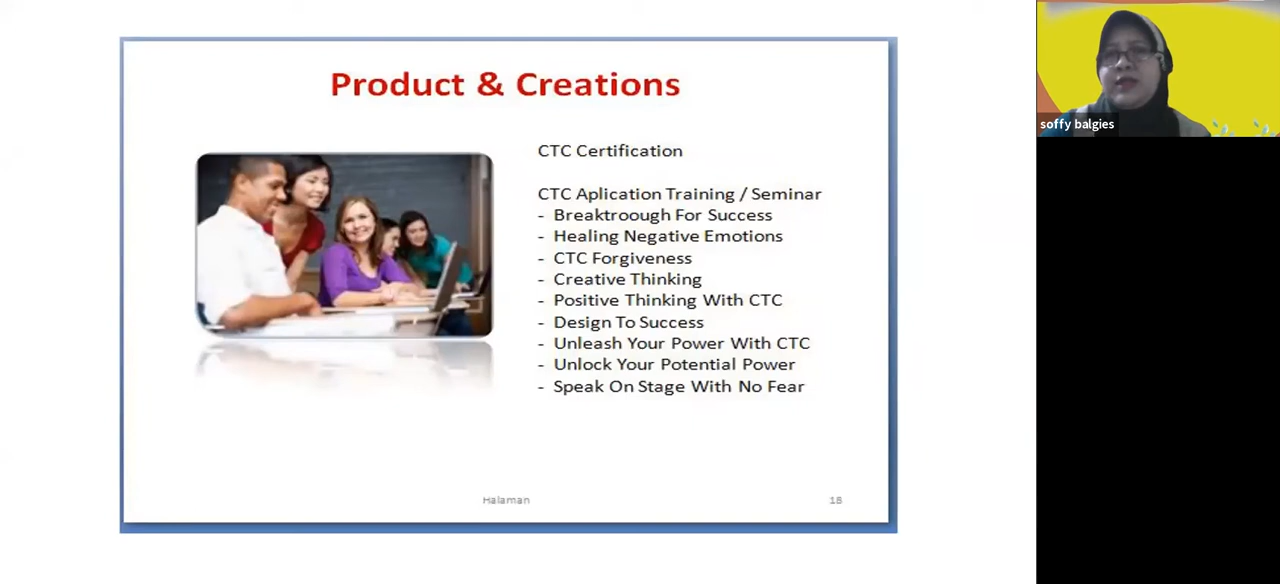 Product & Creations
CTC Certification
CTC Aplication Training / Seminar
- Breaktroough For Success
- Healing Negative Emotions
- CTC Forgiveness
- Creative Thinking
- Positive Thinking With CTC
- Design To Success
- Unleash Your Power With CTC
- Unlock Your Potential Power
- Speak On Stage With No Fear
Halaman 18
soffy balgies